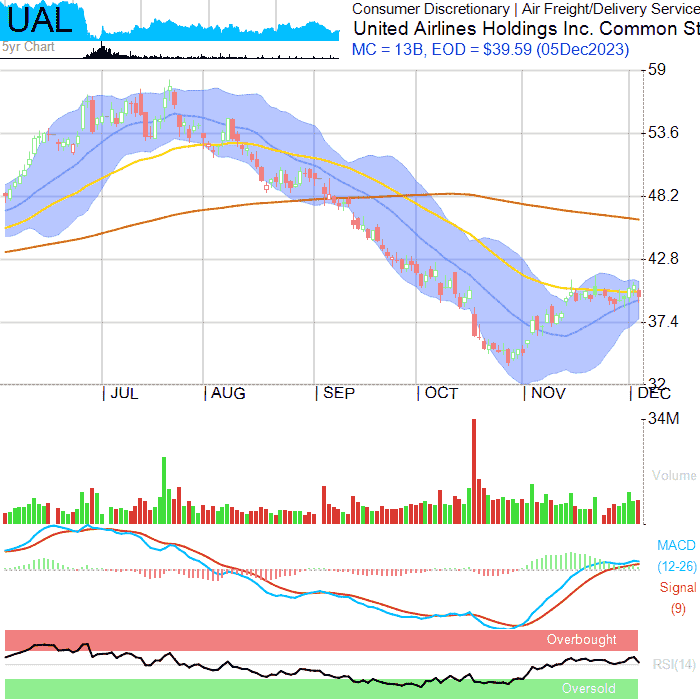 UAL
5yr Chart
Consumer Discretionary | Air Freight/Delivery Service
United Airlines Holdings Inc. Common St
MC = 13B, EOD = $39.59 (05Dec2023)
59
53.6
48.2
42.8
37.4
32
JUL AUG SEP OCT NOV DEC
34M
Volume
MACD
(12-26)
Signal
(9)
Overbought
RSI(14)
Oversold